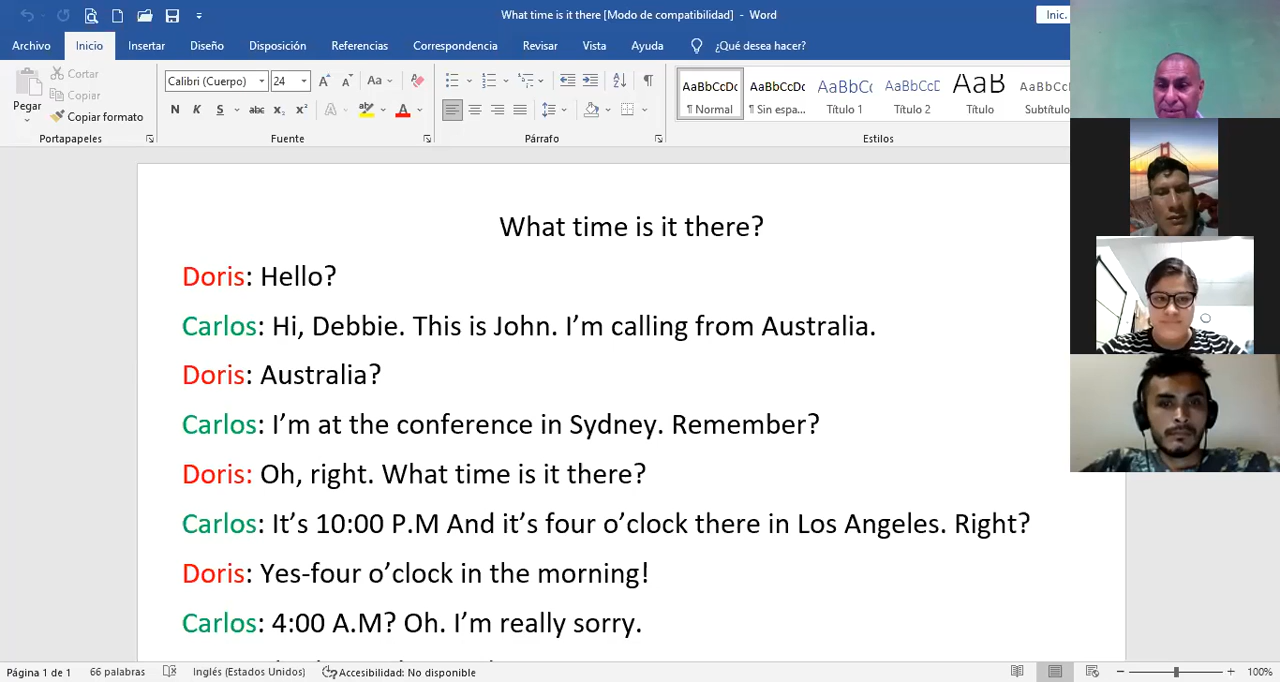 What time is it there [Modo de compatibilidad] - Word
Inic.
Archivo Inicio Insertar Diseño Disposición Referencias Correspondencia Revisar Vista Ayuda ¿Qué desea hacer?
Pegar
Cortar
Copiar
Copiar formato
Calibri (Cuerpo) 24 Aa
N K S abc x₂ x²
AaBbCcDc AaBbCcDc AaBbC AaBbCcD AaB AaBbCc
¶ Normal ¶ Sin espa... Título 1 Título 2 Título Subtítulo
Portapapeles Fuente Párrafo Estilos
What time is it there?
Doris: Hello?
Carlos: Hi, Debbie. This is John. I’m calling from Australia.
Doris: Australia?
Carlos: I’m at the conference in Sydney. Remember?
Doris: Oh, right. What time is it there?
Carlos: It’s 10:00 P.M And it’s four o’clock there in Los Angeles. Right?
Doris: Yes-four o’clock in the morning!
Carlos: 4:00 A.M? Oh. I’m really sorry.
Página 1 de 1 66 palabras Inglés (Estados Unidos) Accesibilidad: No disponible 100%